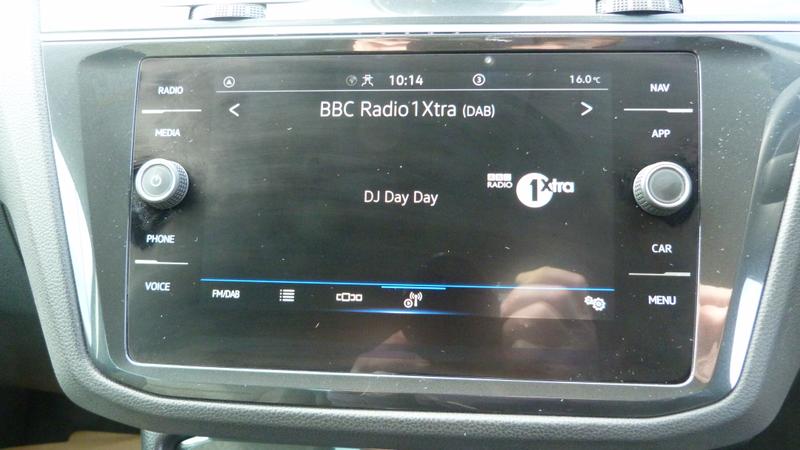 RADIO
MEDIA
PHONE
VOICE
10:14
3
16.0°C
BBC Radio 1Xtra (DAB)
DJ Day Day
BBC
RADIO
1Xtra
FM/DAB
NAV
APP
CAR
MENU